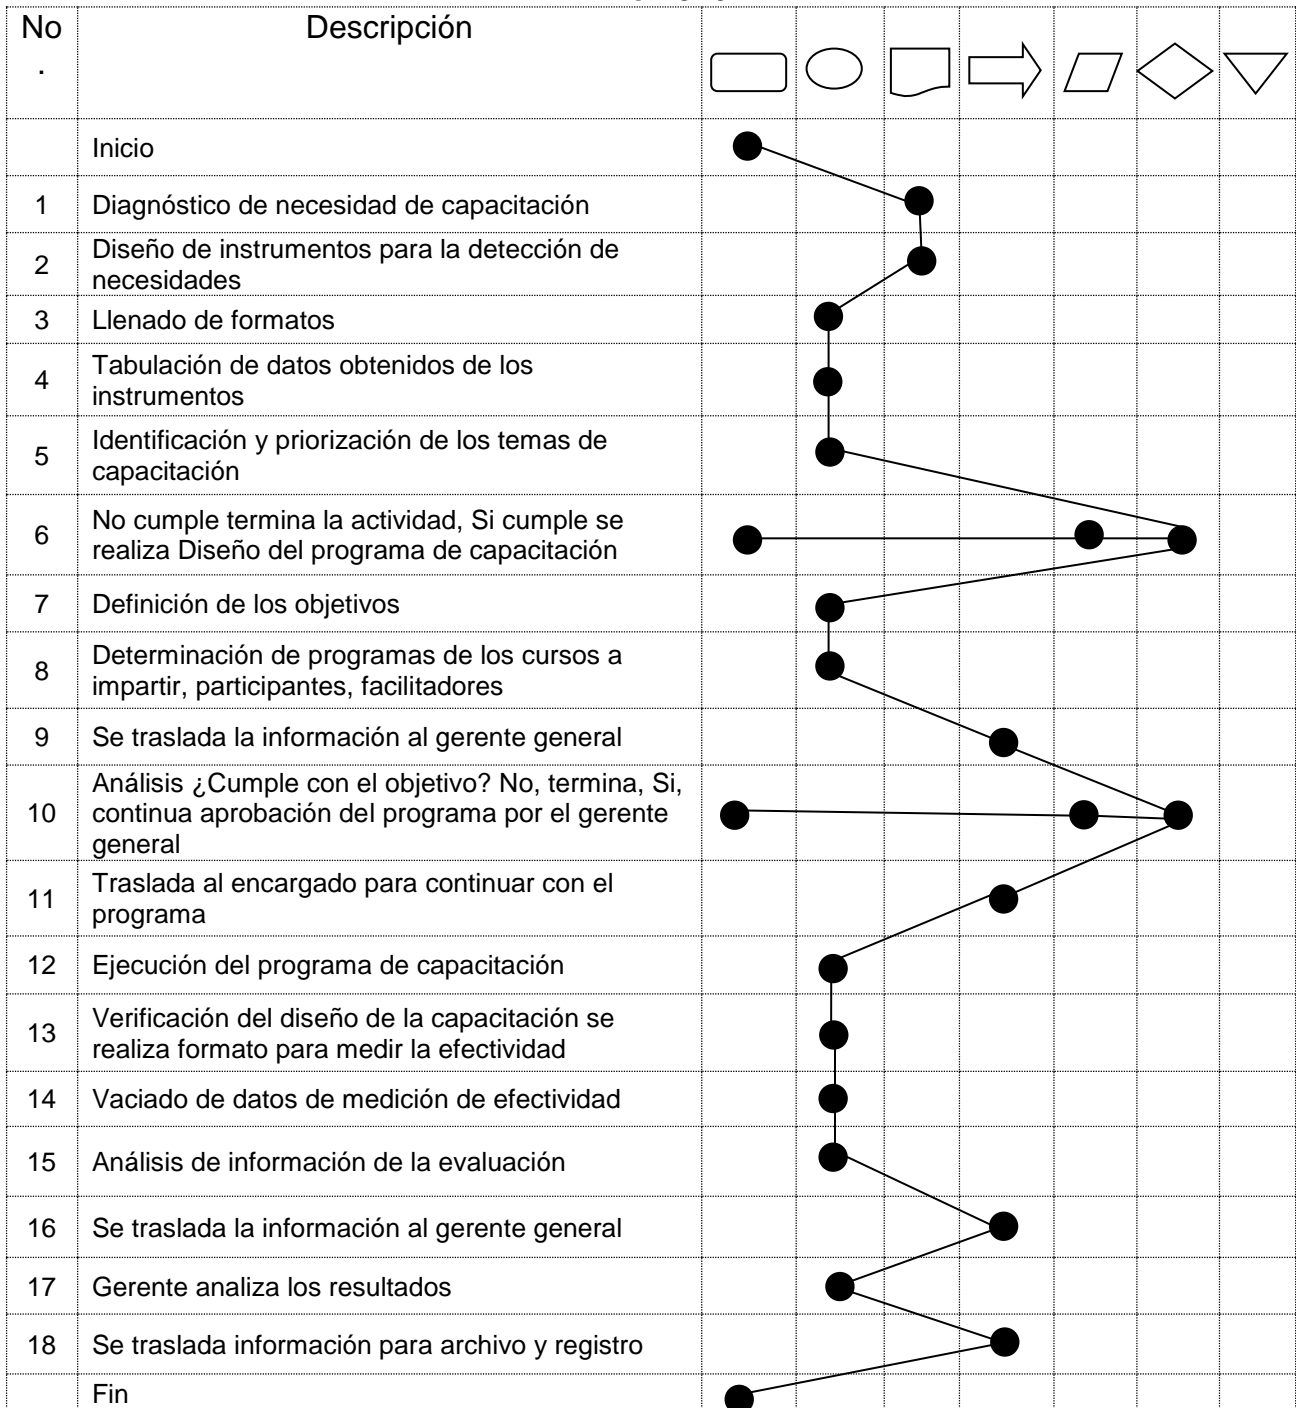 No
.
Descripción
Inicio
1
Diagnóstico de necesidad de capacitación
2
Diseño de instrumentos para la detección de
necesidades
3
Llenado de formatos
4
Tabulación de datos obtenidos de los
instrumentos
5
Identificación y priorización de los temas de
capacitación
6
No cumple termina la actividad, Si cumple se
realiza Diseño del programa de capacitación
7
Definición de los objetivos
8
Determinación de programas de los cursos a
impartir, participantes, facilitadores
9
Se traslada la información al gerente general
10
Análisis ¿Cumple con el objetivo? No, termina, Si,
continua aprobación del programa por el gerente
general
11
Traslada al encargado para continuar con el
programa
12
Ejecución del programa de capacitación
13
Verificación del diseño de la capacitación se
realiza formato para medir la efectividad
14
Vaciado de datos de medición de efectividad
15
Análisis de información de la evaluación
16
Se traslada la información al gerente general
17
Gerente analiza los resultados
18
Se traslada información para archivo y registro
Fin